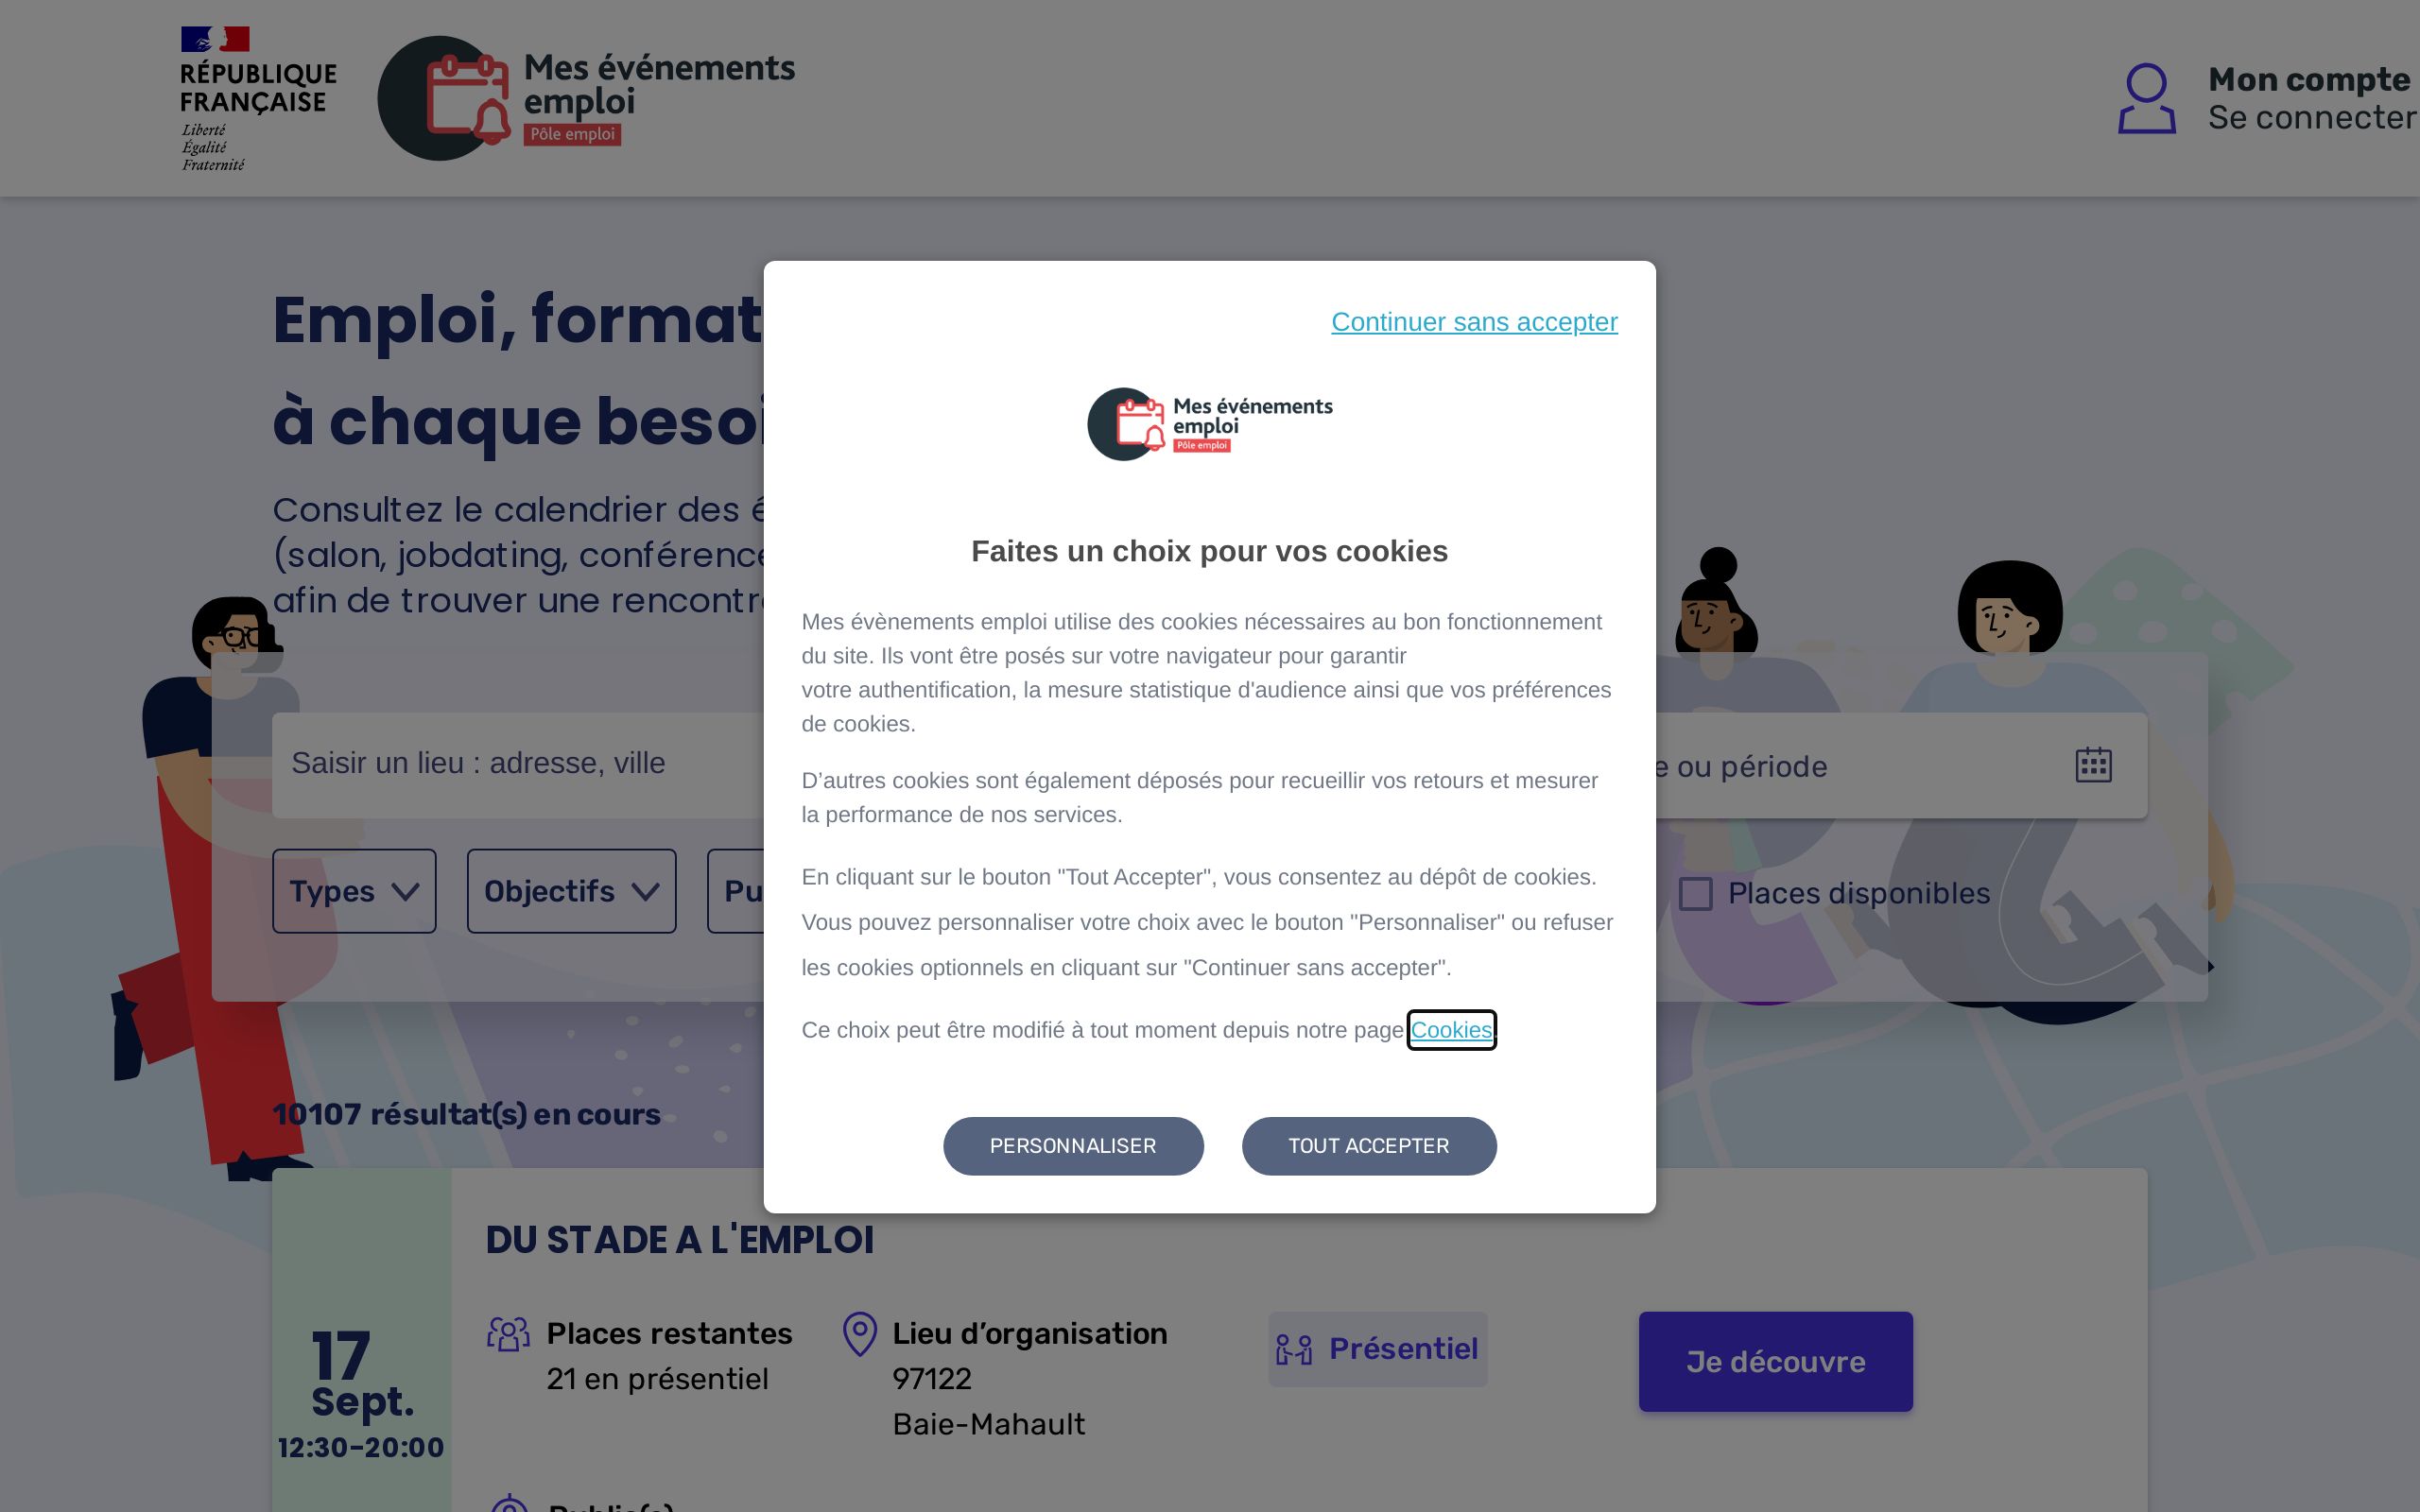 RÉPUBLIQUE
FRANÇAISE
Liberté
Égalité
Fraternité
Mes événements
emploi
Pôle emploi
Mon compte
Se connecter
Emploi, format
à chaque besoi
Consultez le calendrier des é
(salon, jobdating, conférence
afin de trouver une rencontre
Saisir un lieu : adresse, ville
e ou période
Types
Objectifs
Pu
Places disponibles
10107 résultat(s) en cours
Continuer sans accepter
Mes événements
emploi
Pôle emploi
Faites un choix pour vos cookies
Mes évènements emploi utilise des cookies nécessaires au bon fonctionnement
du site. Ils vont être posés sur votre navigateur pour garantir
votre authentification, la mesure statistique d'audience ainsi que vos préférences
de cookies.
D’autres cookies sont également déposés pour recueillir vos retours et mesurer
la performance de nos services.
En cliquant sur le bouton "Tout Accepter", vous consentez au dépôt de cookies.
Vous pouvez personnaliser votre choix avec le bouton "Personnaliser" ou refuser
les cookies optionnels en cliquant sur "Continuer sans accepter".
Ce choix peut être modifié à tout moment depuis notre page Cookies.
PERSONNALISER
TOUT ACCEPTER
DU STADE A L'EMPLOI
17
Sept.
12:30-20:00
Places restantes
21 en présentiel
Lieu d’organisation
97122
Baie-Mahault
Présentiel
Je découvre
Public(s)